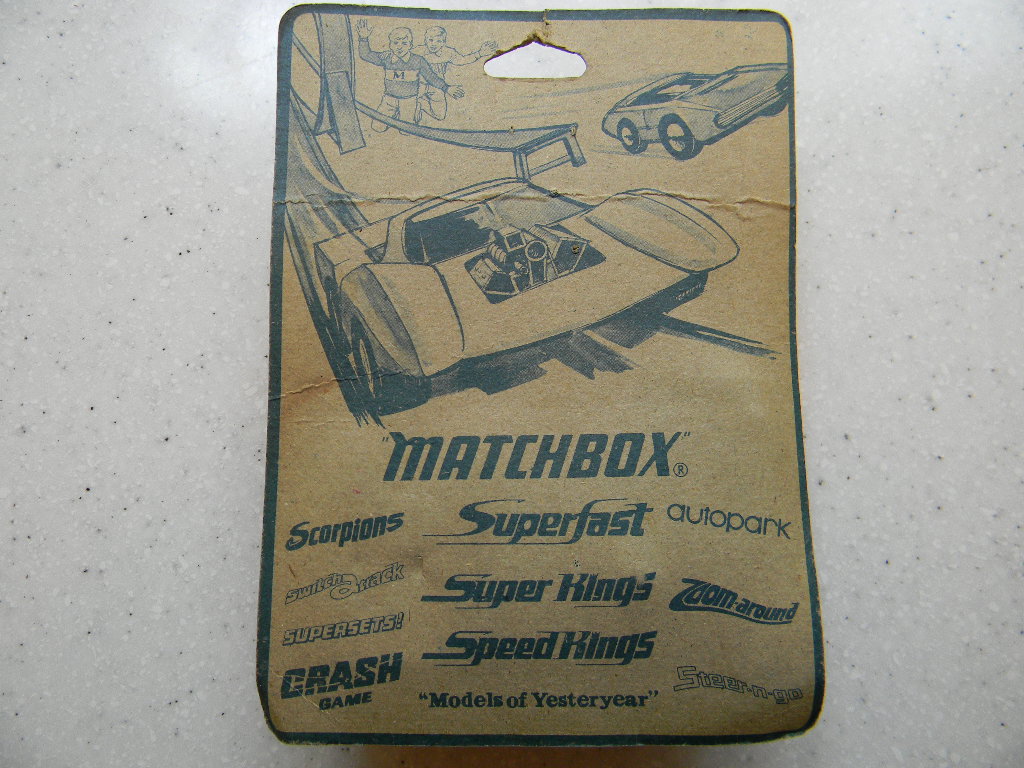 M
"MATCHBOX"®
Scorpions
Superfast
autopark
Switch Attack
Super Kings
Zoom-around
SUPERSETS!
Speed Kings
CRASH
GAME
"Models of Yesteryear"
Steer-n-go